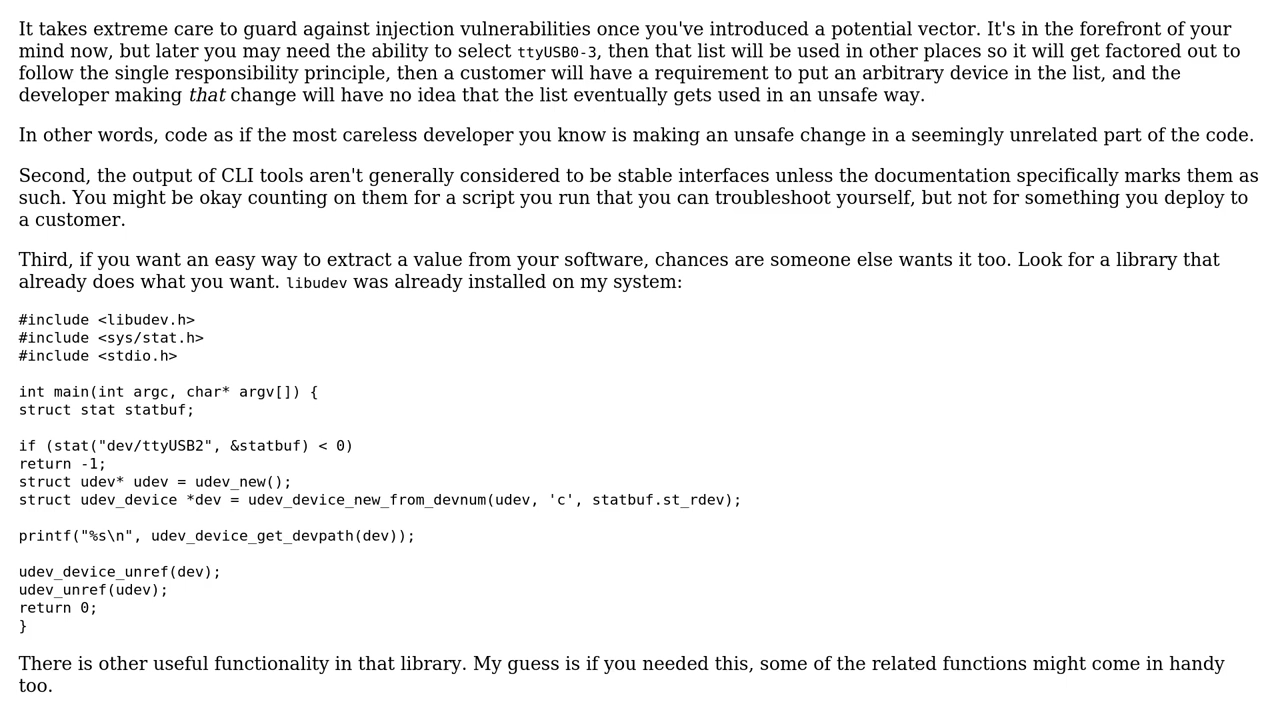 It takes extreme care to guard against injection vulnerabilities once you've introduced a potential vector. It's in the forefront of your
mind now, but later you may need the ability to select ttyUSB0-3, then that list will be used in other places so it will get factored out to
follow the single responsibility principle, then a customer will have a requirement to put an arbitrary device in the list, and the
developer making that change will have no idea that the list eventually gets used in an unsafe way.
In other words, code as if the most careless developer you know is making an unsafe change in a seemingly unrelated part of the code.
Second, the output of CLI tools aren't generally considered to be stable interfaces unless the documentation specifically marks them as
such. You might be okay counting on them for a script you run that you can troubleshoot yourself, but not for something you deploy to
a customer.
Third, if you want an easy way to extract a value from your software, chances are someone else wants it too. Look for a library that
already does what you want. libudev was already installed on my system:
#include <libudev.h>
#include <sys/stat.h>
#include <stdio.h>
int main(int argc, char* argv[]) {
struct stat statbuf;
if (stat("dev/ttyUSB2", &statbuf) < 0)
return -1;
struct udev* udev = udev_new();
struct udev_device *dev = udev_device_new_from_devnum(udev, 'c', statbuf.st_rdev);
printf("%s\n", udev_device_get_devpath(dev));
udev_device_unref(dev);
udev_unref(udev);
return 0;
}
There is other useful functionality in that library. My guess is if you needed this, some of the related functions might come in handy
too.